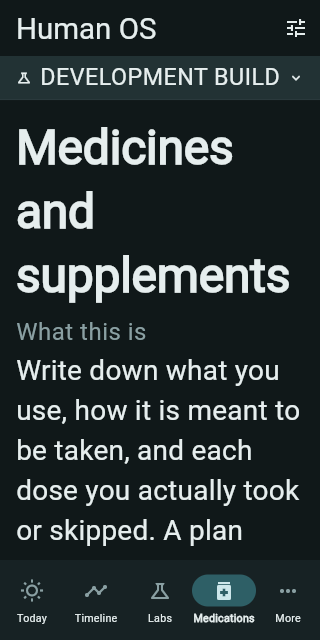 Human OS
DEVELOPMENT BUILD
Medicines
and
supplements
What this is
Write down what you
use, how it is meant to
be taken, and each
dose you actually took
or skipped. A plan
Today Timeline Labs Medications More